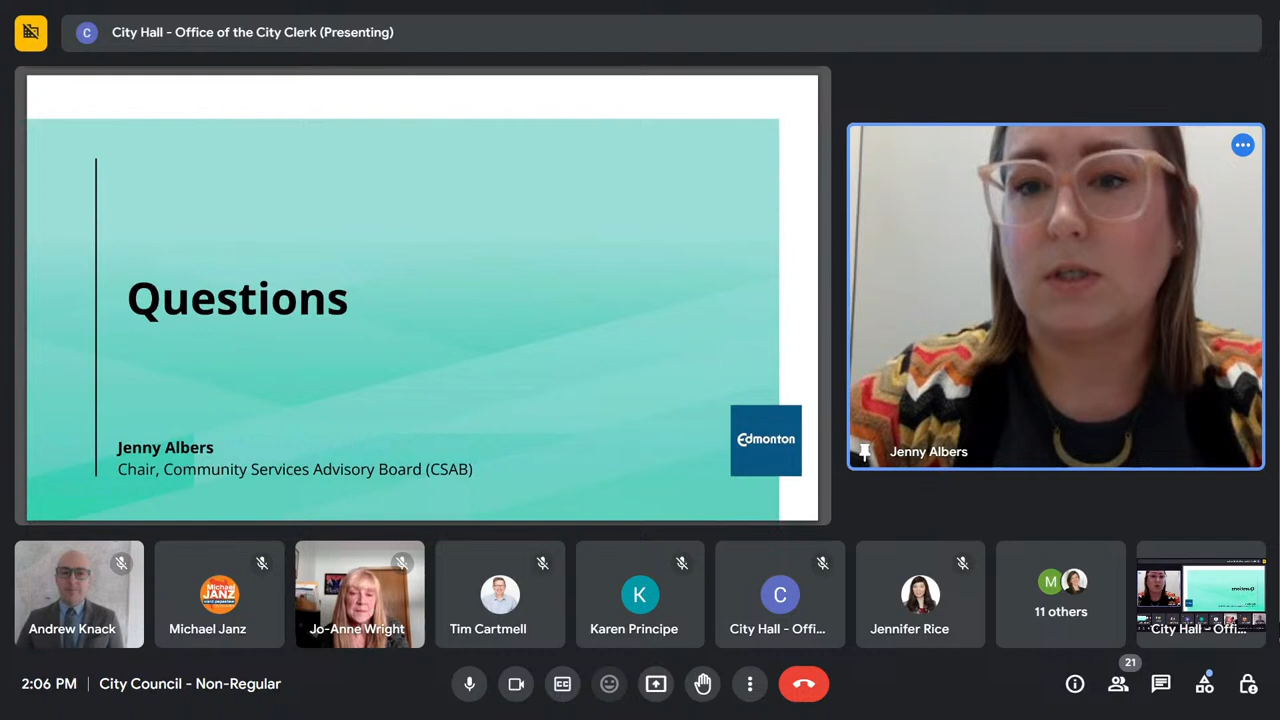 C
City Hall - Office of the City Clerk (Presenting)
Questions
Jenny Albers
Chair, Community Services Advisory Board (CSAB)
Edmonton
Jenny Albers
Andrew Knack
Michael
JANZ
Michael Janz
Jo-Anne Wright
Tim Cartmell
K
Karen Principe
C
City Hall - Offi...
Jennifer Rice
M
11 others
City Hall - Offi...
2:06 PM | City Council - Non-Regular
21